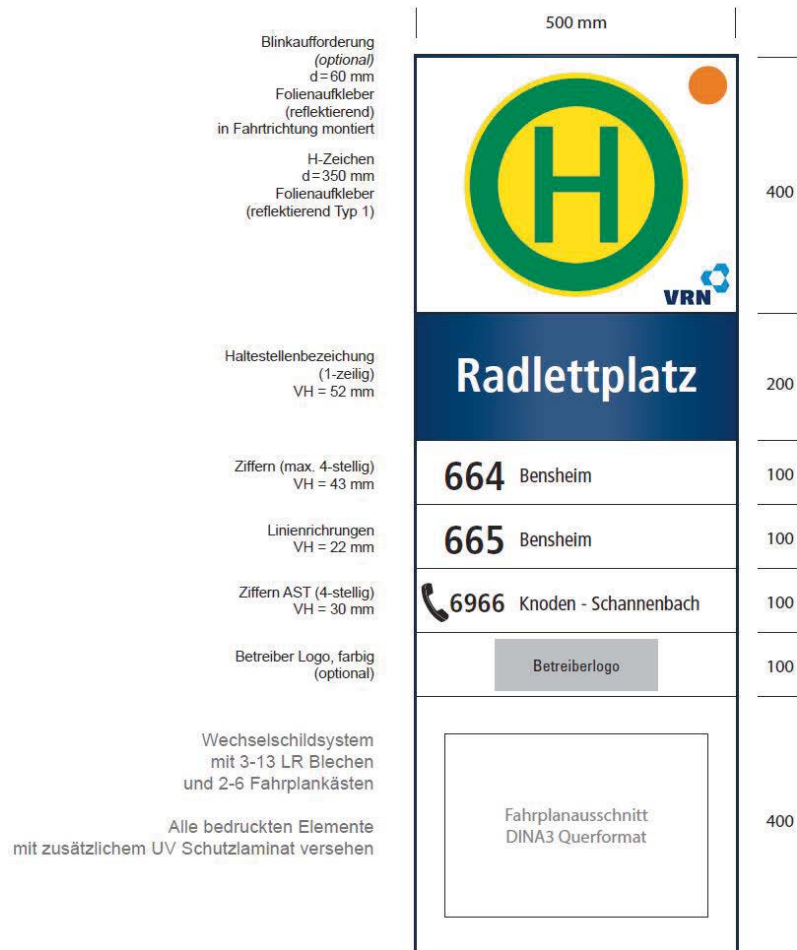 500 mm
Blinkaufforderung
(optional)
d=60 mm
Folienaufkleber
(reflektierend)
in Fahrtrichtung montiert
H-Zeichen
d=350 mm
Folienaufkleber
(reflektierend Typ 1)
H
VRN
400
Haltestellenbezeichung
(1-zeilig)
VH = 52 mm
Radlettplatz
200
Ziffern (max. 4-stellig)
VH = 43 mm
664 Bensheim
100
Linienrichrungen
VH = 22 mm
665 Bensheim
100
Ziffern AST (4-stellig)
VH = 30 mm
6966 Knoden - Schannenbach
100
Betreiber Logo, farbig
(optional)
Betreiberlogo
100
Wechselschildsystem
mit 3-13 LR Blechen
und 2-6 Fahrplankästen
Alle bedruckten Elemente
mit zusätzlichem UV Schutzlaminat versehen
Fahrplanausschnitt
DINA3 Querformat
400